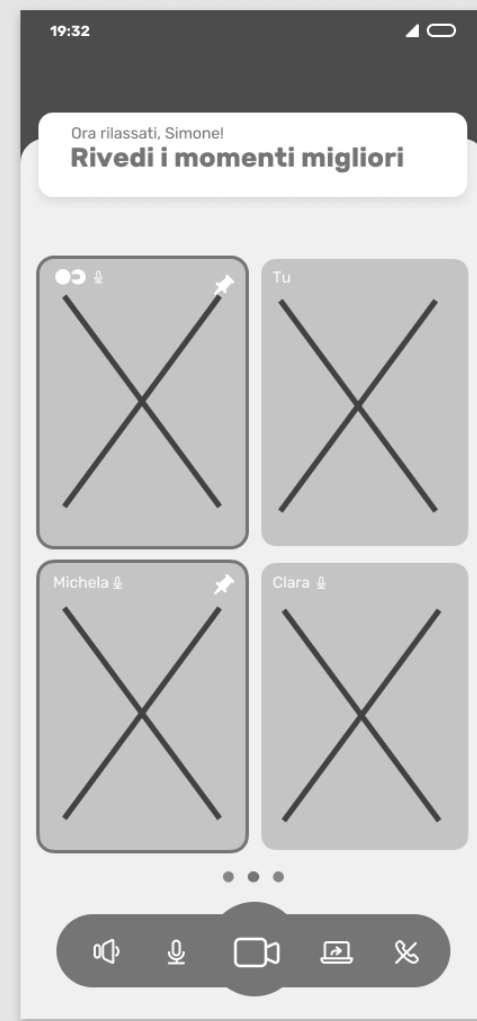 19:32
Ora rilassati, Simone!
Rivedi i momenti migliori
Tu
Michela
Clara